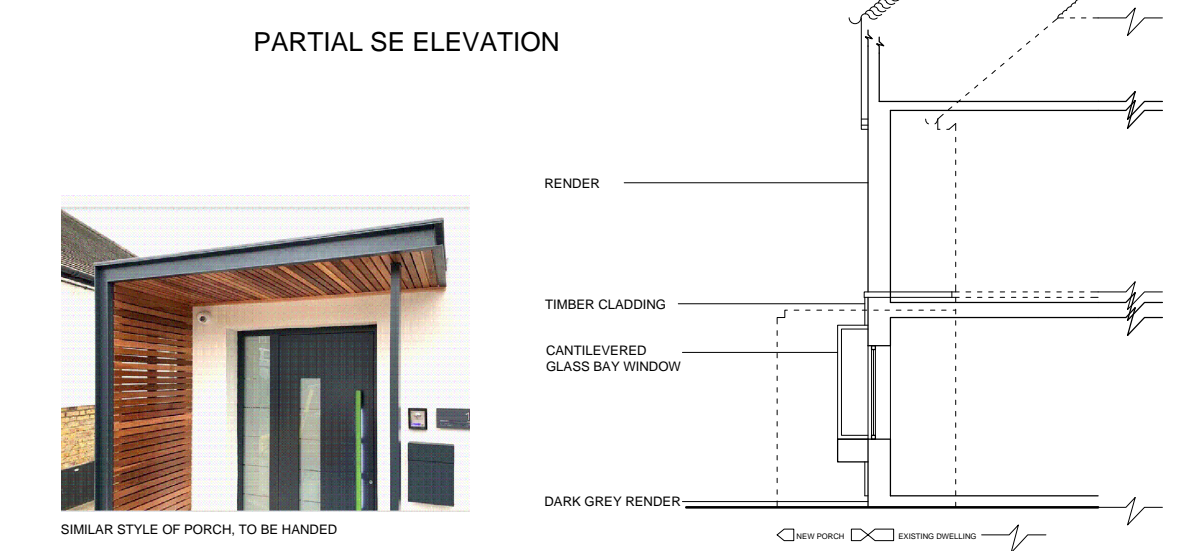 PARTIAL SE ELEVATION
RENDER
TIMBER CLADDING
CANTILEVERED
GLASS BAY WINDOW
DARK GREY RENDER
SIMILAR STYLE OF PORCH, TO BE HANDED
NEW PORCH
EXISTING DWELLING